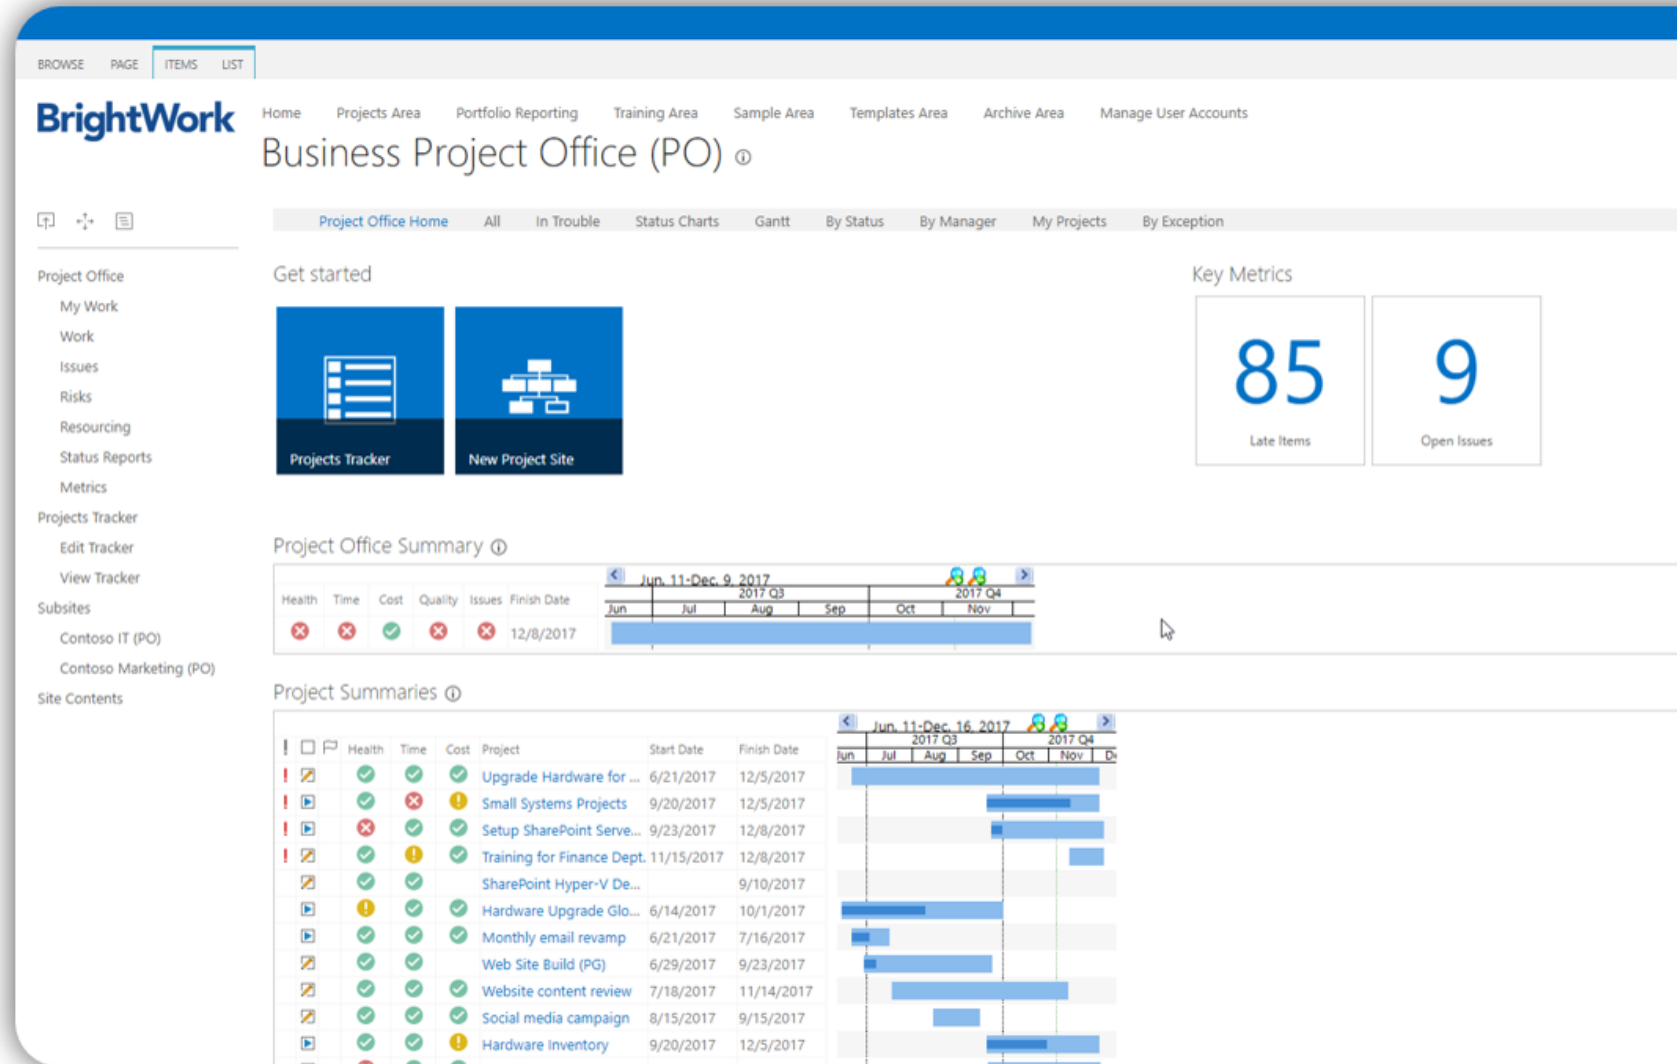 BROWSE PAGE ITEMS LIST
BrightWork
Home Projects Area Portfolio Reporting Training Area Sample Area Templates Area Archive Area Manage User Accounts
Business Project Office (PO)
Project Office Home All In Trouble Status Charts Gantt By Status By Manager My Projects By Exception
Project Office
My Work
Work
Issues
Risks
Resourcing
Status Reports
Metrics
Projects Tracker
Edit Tracker
View Tracker
Subsites
Contoso IT (PO)
Contoso Marketing (PO)
Site Contents
Get started
Projects Tracker
New Project Site
Key Metrics
85
Late Items
9
Open Issues
Project Office Summary
Jun. 11-Dec. 9, 2017
2017 Q3 2017 Q4
Health Time Cost Quality Issues Finish Date
Jun Jul Aug Sep Oct Nov
12/8/2017
Project Summaries
Jun. 11-Dec. 16, 2017
2017 Q3 2017 Q4
! Health Time Cost Project Start Date Finish Date
Jun Jul Aug Sep Oct Nov
! Upgrade Hardware for ... 6/21/2017 12/5/2017
! Small Systems Projects 9/20/2017 12/5/2017
! Setup SharePoint Serve... 9/23/2017 12/8/2017
! Training for Finance Dept. 11/15/2017 12/8/2017
SharePoint Hyper-V De... 9/10/2017
Hardware Upgrade Glo... 6/14/2017 10/1/2017
Monthly email revamp 6/21/2017 7/16/2017
Web Site Build (PG) 6/29/2017 9/23/2017
Website content review 7/18/2017 11/14/2017
Social media campaign 8/15/2017 9/15/2017
Hardware Inventory 9/20/2017 12/5/2017